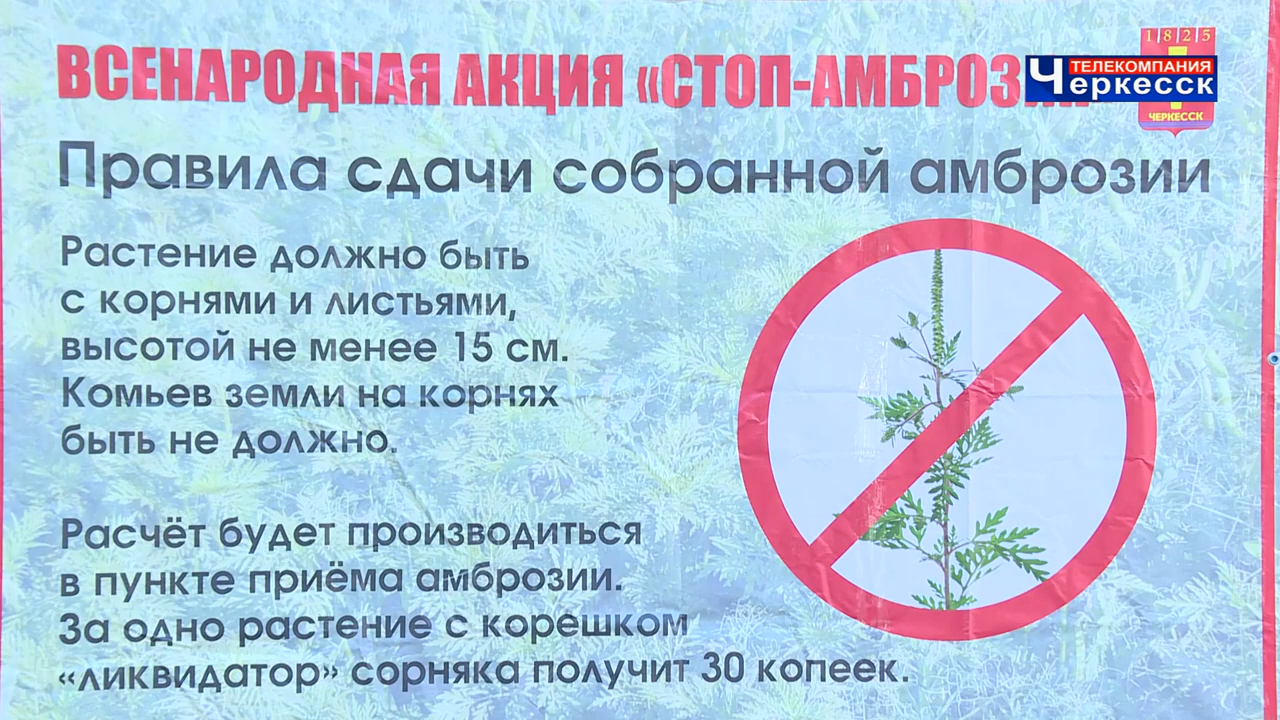 ВСЕНАРОДНАЯ АКЦИЯ «СТОП-АМБРОЗ
1825
ТЕЛЕКОМПАНИЯ
Черкесск
ЧЕРКЕССК
Правила сдачи собранной амброзии
Растение должно быть
с корнями и листьями,
высотой не менее 15 см.
Комьев земли на корнях
быть не должно.
Расчёт будет производиться
в пункте приёма амброзии.
За одно растение с корешком
«ликвидатор» сорняка получит 30 копеек.